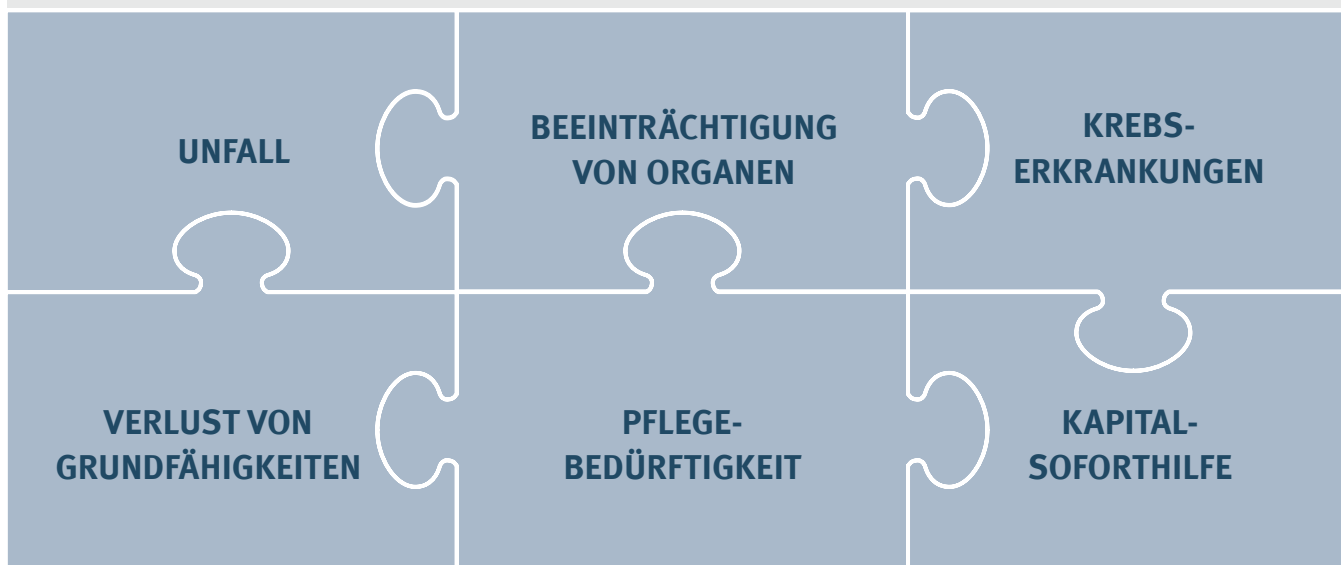 UNFALL
BEEINTRÄCHTIGUNG
VON ORGANEN
KREBS-
ERKRANKUNGEN
VERLUST VON
GRUNDFÄHIGKEITEN
PFLEGE-
BEDÜRFTIGKEIT
KAPITAL-
SOFORTHILFE